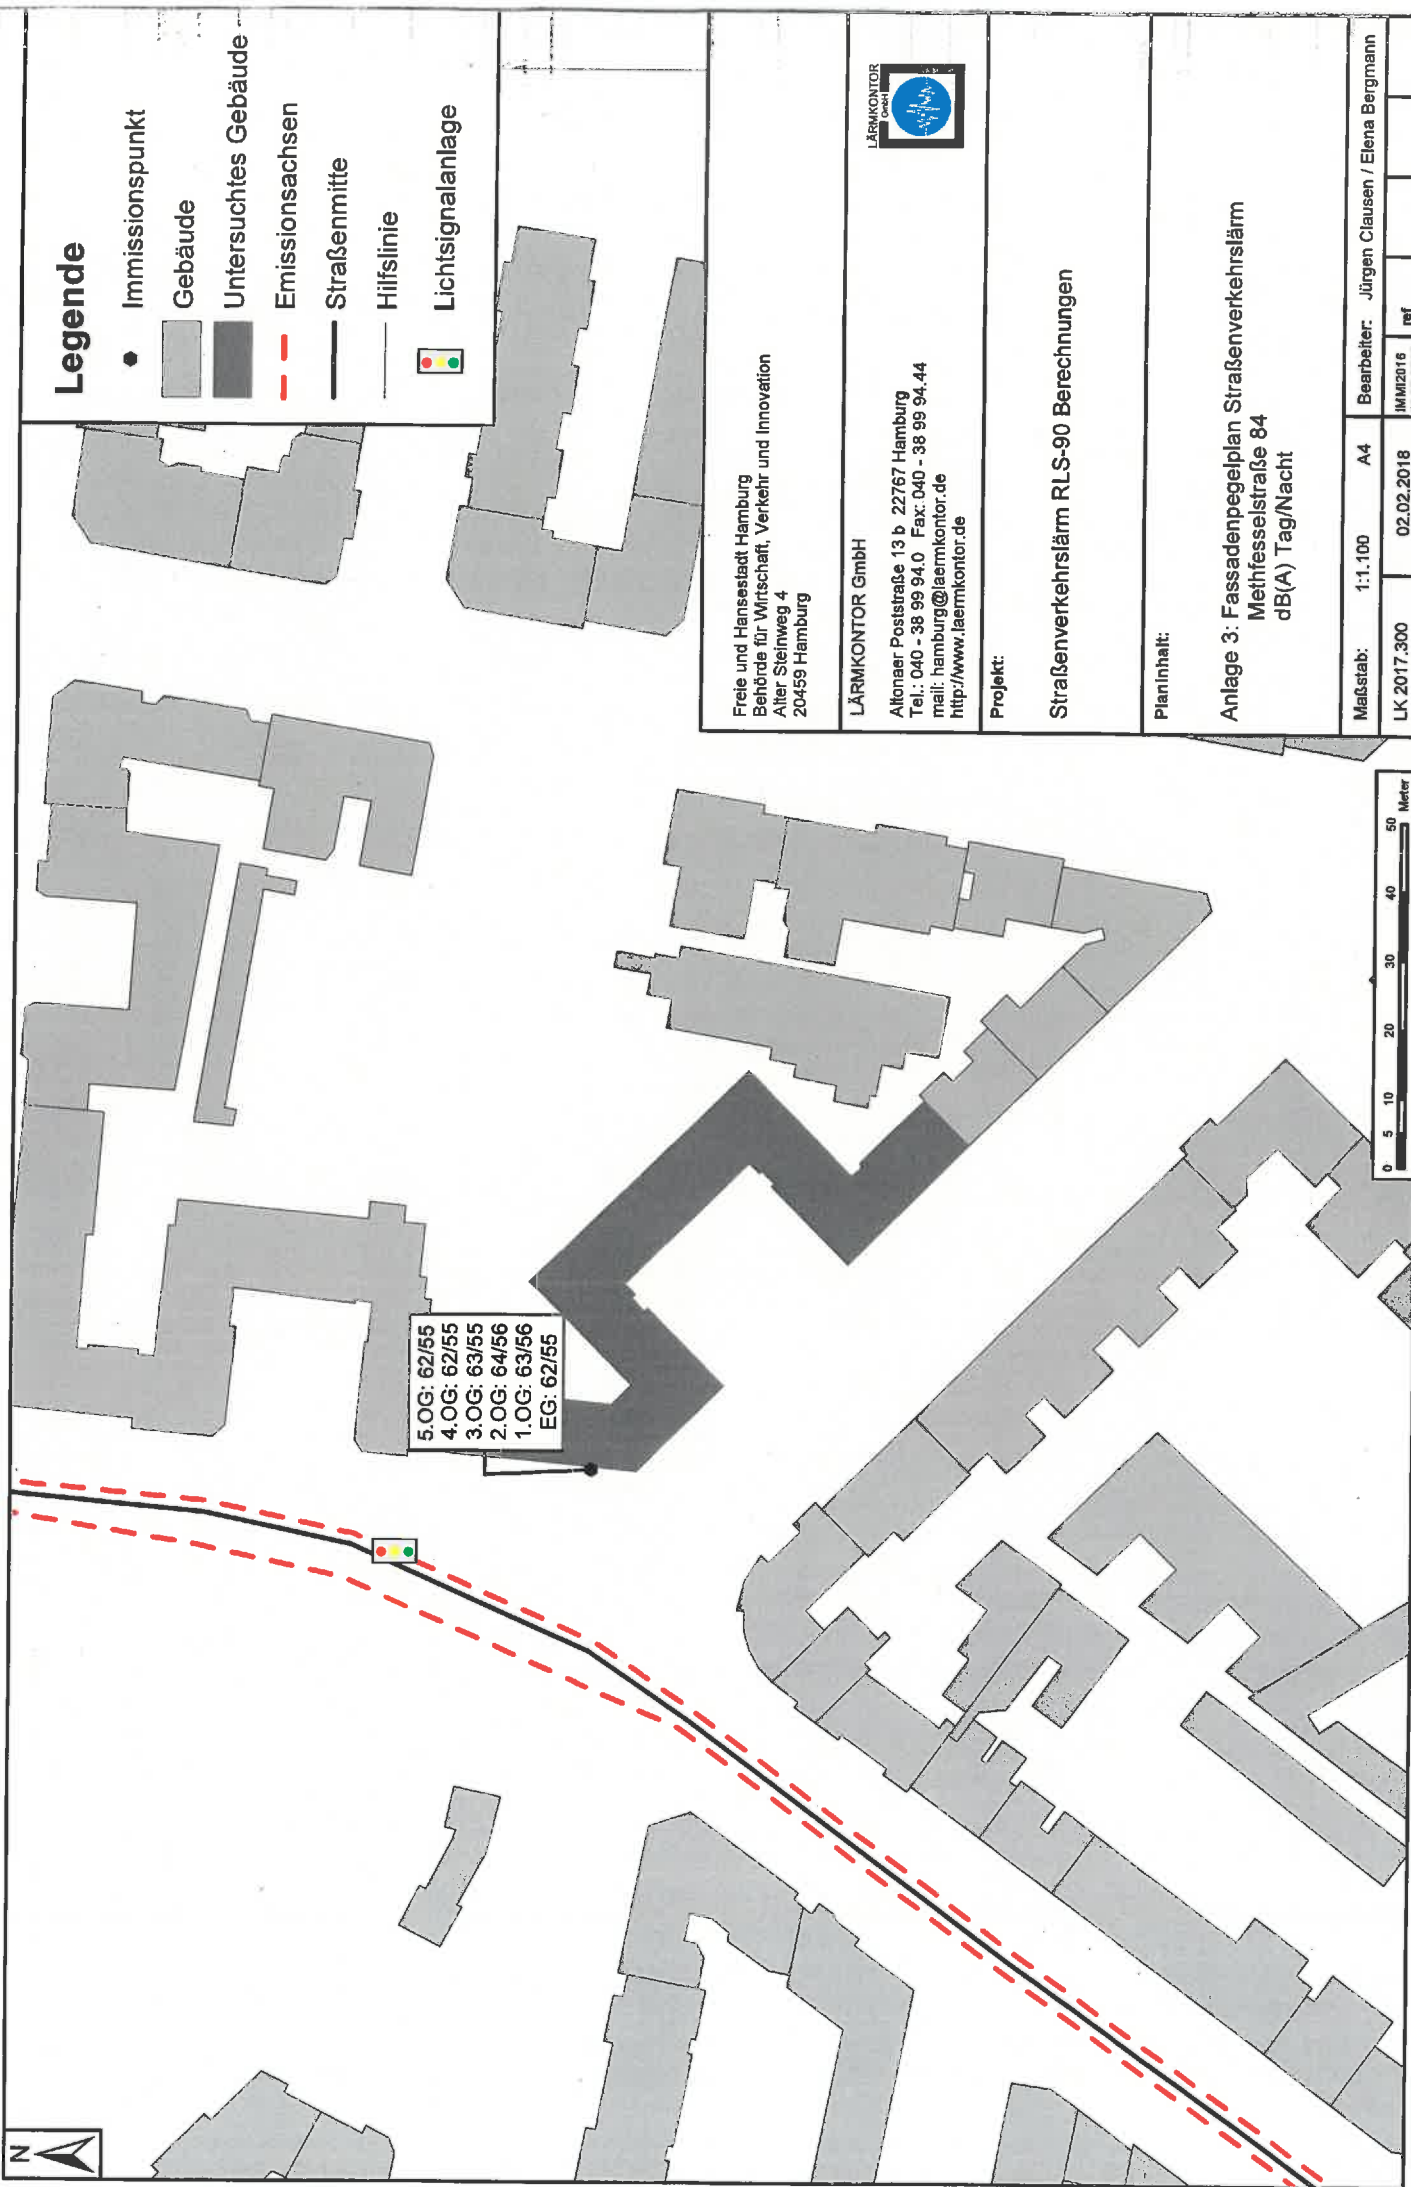 N
Legende
Immissionspunkt
Gebäude
Untersuchtes Gebäude
Emissionsachsen
Straßenmitte
Hilfslinie
Lichtsignalanlage
5.OG: 62/55
4.OG: 62/55
3.OG: 63/55
2.OG: 64/56
1.OG: 63/56
EG: 62/55
Freie und Hansestadt Hamburg
Behörde für Wirtschaft, Verkehr und Innovation
Alter Steinweg 4
20459 Hamburg
LÄRMKONTOR GmbH
LÄRMKONTOR
GmbH
Altonaer Poststraße 13 b 22767 Hamburg
Tel.: 040 - 38 99 94.0 Fax: 040 - 38 99 94.44
mail: hamburg@laermkontor.de
http://www.laermkontor.de
Projekt:
Straßenverkehrslärm RLS-90 Berechnungen
Planinhalt:
Anlage 3: Fassadenpegelplan Straßenverkehrslärm
Methfesselstraße 84
dB(A) Tag/Nacht
Maßstab: 1:1.100 A4 Bearbeiter: Jürgen Clausen / Elena Bergmann
LK 2017.300 02.02.2018 IMMI2016 ref
0 5 10 20 30 40 50
Meter